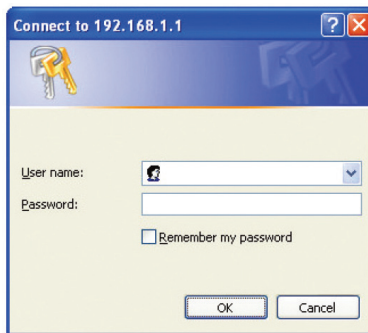 Connect to 192.168.1.1
User name:
Password:
Remember my password
OK
Cancel